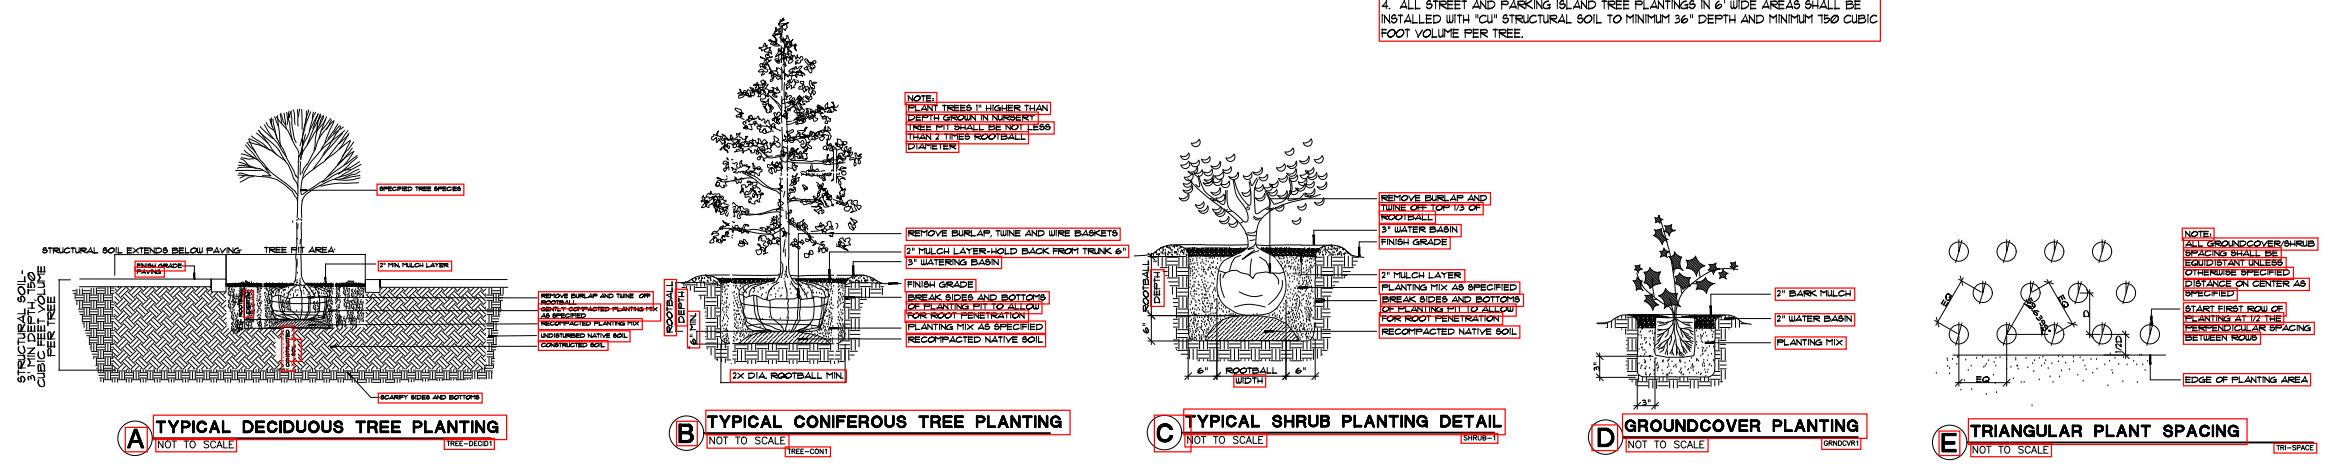 4. ALL STREET AND PARKING ISLAND TREE PLANTINGS IN 6' WIDE AREAS SHALL BE
INSTALLED WITH "CU" STRUCTURAL SOIL TO MINIMUM 36" DEPTH AND MINIMUM 750 CUBIC
FOOT VOLUME PER TREE.
SPECIFIED TREE SPECIES
STRUCTURAL SOIL EXTENDS BELOW PAVING
TREE PIT AREA
FINISH GRADE
PAVING
2" MIN. MULCH LAYER
STRUCTURAL SOIL-
3' MIN DEPTH, 750
CUBIC FEET VOLUME
PER TREE
REMOVE BURLAP AND TWINE OFF
ROOTBALL
GENTLY COMPACTED PLANTING MIX
AS SPECIFIED
RECOMPACTED PLANTING MIX
UNDISTURBED NATIVE SOIL
CONSTRUCTED SOIL
SCARIFY SIDES AND BOTTOMS
A
TYPICAL DECIDUOUS TREE PLANTING
NOT TO SCALE
TREE-DECID1
NOTE:
PLANT TREES 1" HIGHER THAN
DEPTH GROWN IN NURSERY
TREE PIT SHALL BE NOT LESS
THAN 2 TIMES ROOTBALL
DIAMETER
REMOVE BURLAP, TWINE AND WIRE BASKETS
2" MULCH LAYER-HOLD BACK FROM TRUNK 6"
3" WATERING BASIN
FINISH GRADE
BREAK SIDES AND BOTTOMS
OF PLANTING PIT TO ALLOW
FOR ROOT PENETRATION
PLANTING MIX AS SPECIFIED
RECOMPACTED NATIVE SOIL
ROOTBALL
DEPTH
6" MIN.
2X DIA. ROOTBALL MIN.
B
TYPICAL CONIFEROUS TREE PLANTING
NOT TO SCALE
TREE-CON1
REMOVE BURLAP AND
TWINE OFF TOP 1/3 OF
ROOTBALL
3" WATER BASIN
FINISH GRADE
2" MULCH LAYER
PLANTING MIX AS SPECIFIED
BREAK SIDES AND BOTTOMS
OF PLANTING PIT TO ALLOW
FOR ROOT PENETRATION
RECOMPACTED NATIVE SOIL
ROOTBALL
DEPTH
6"
6"
ROOTBALL
WIDTH
6"
C
TYPICAL SHRUB PLANTING DETAIL
NOT TO SCALE
SHRUB-1
2" BARK MULCH
2" WATER BASIN
PLANTING MIX
3"
3"
D
GROUNDCOVER PLANTING
NOT TO SCALE
GRNDCVR1
NOTE:
ALL GROUNDCOVER/SHRUB
SPACING SHALL BE
EQUIDISTANT UNLESS
OTHERWISE SPECIFIED
DISTANCE ON CENTER AS
SPECIFIED
START FIRST ROW OF
PLANTING AT 1/2 THE
PERPENDICULAR SPACING
BETWEEN ROWS
EDGE OF PLANTING AREA
EQ
EQ
D
1/2D
EQ
E
TRIANGULAR PLANT SPACING
NOT TO SCALE
TRI-SPACE